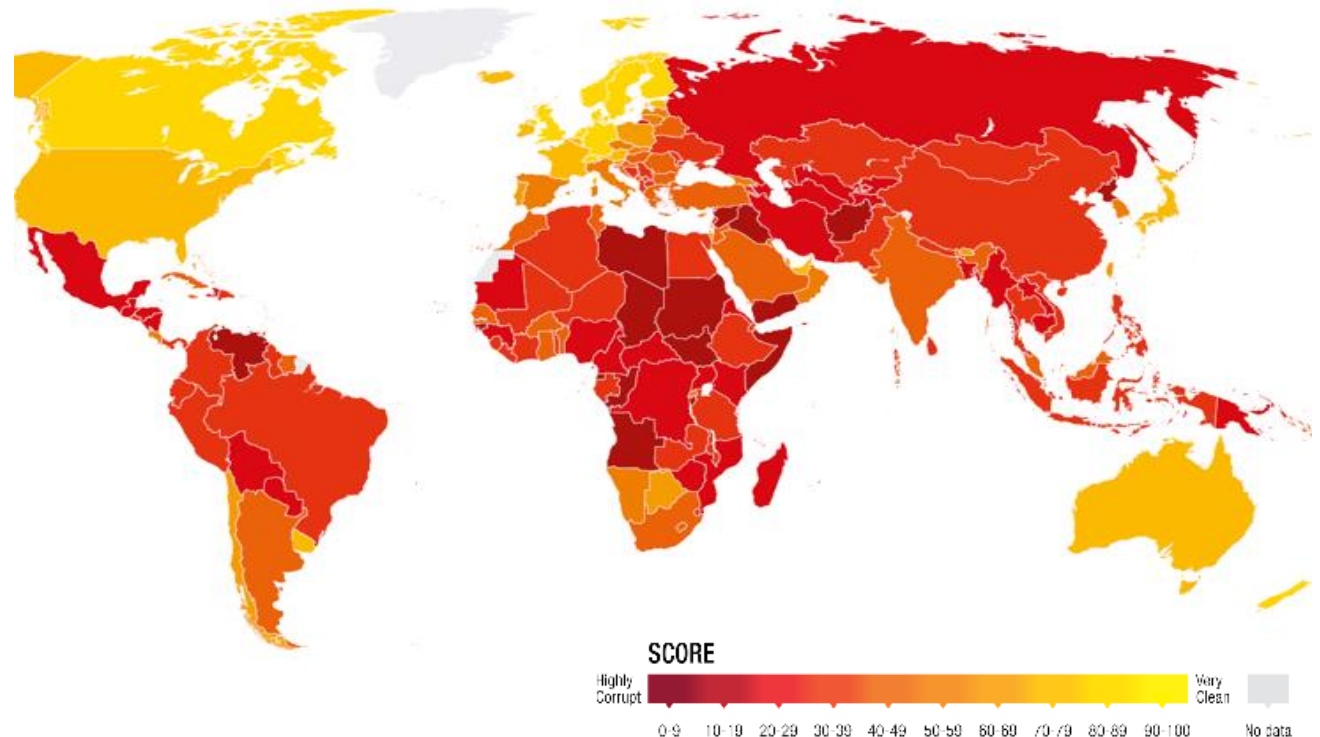 SCORE
Highly
Corrupt
Very
Clean
0-9 10-19 20-29 30-39 40-49 50-59 60-69 70-79 80-89 90-100 No data